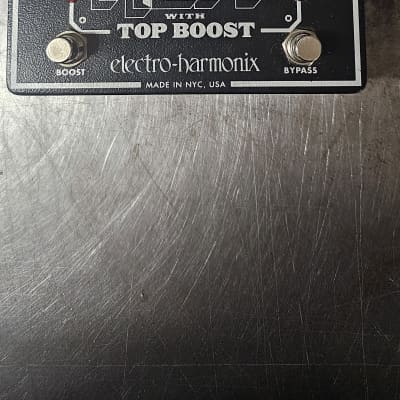 WITH
TOP BOOST
BOOST
electro-harmonix
BYPASS
MADE IN NYC, USA